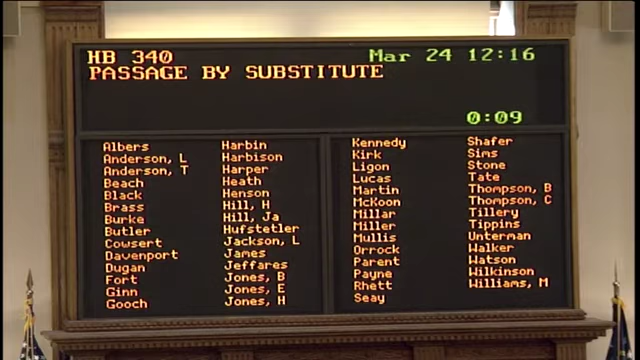 HB 340
Mar 24 12:16
PASSAGE BY SUBSTITUTE
0:09
Albers
Anderson, L
Anderson, T
Beach
Black
Brass
Burke
Butler
Cowsert
Davenport
Dugan
Fort
Ginn
Gooch
Harbin
Harbison
Harper
Heath
Henson
Hill, H
Hill, Ja
Hufstetler
Jackson, L
James
Jeffares
Jones, B
Jones, E
Jones, H
Kennedy
Kirk
Ligon
Lucas
Martin
McKoon
Millar
Miller
Mullis
Orrock
Parent
Payne
Rhett
Seay
Shafer
Sims
Stone
Tate
Thompson, B
Thompson, C
Tillery
Tippins
Unterman
Walker
Watson
Wilkinson
Williams, M